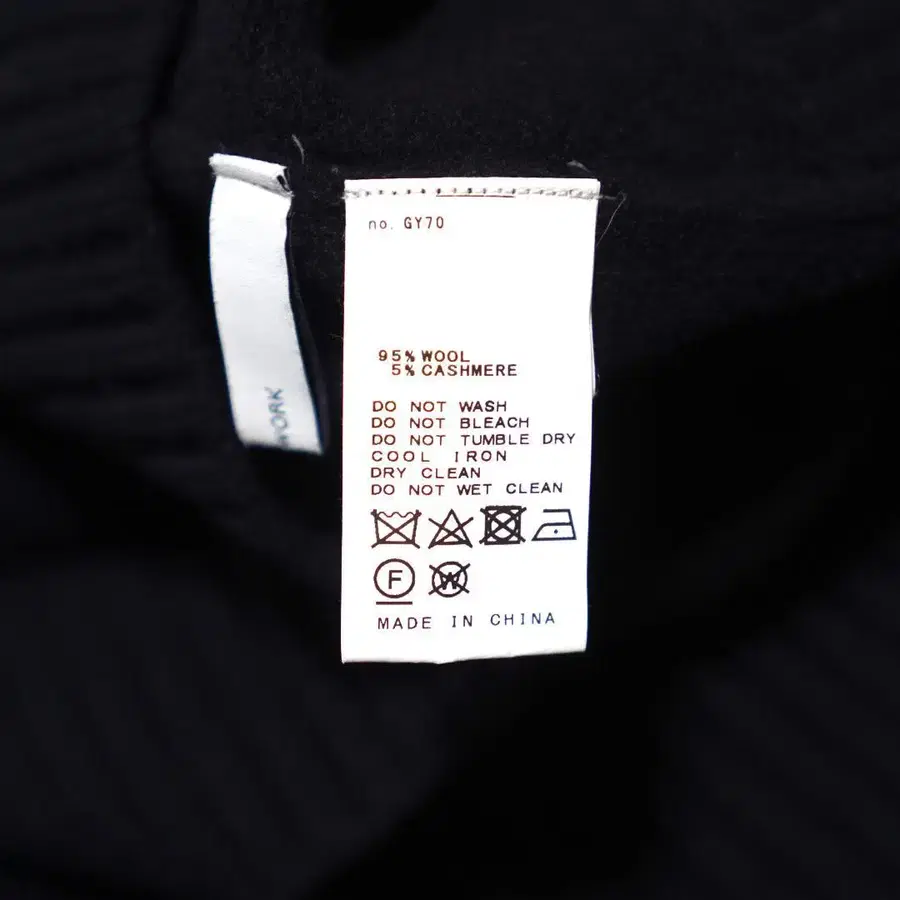 no. GY70
95% WOOL
5% CASHMERE
DO NOT WASH
DO NOT BLEACH
DO NOT TUMBLE DRY
COOL IRON
DRY CLEAN
DO NOT WET CLEAN
F W
MADE IN CHINA